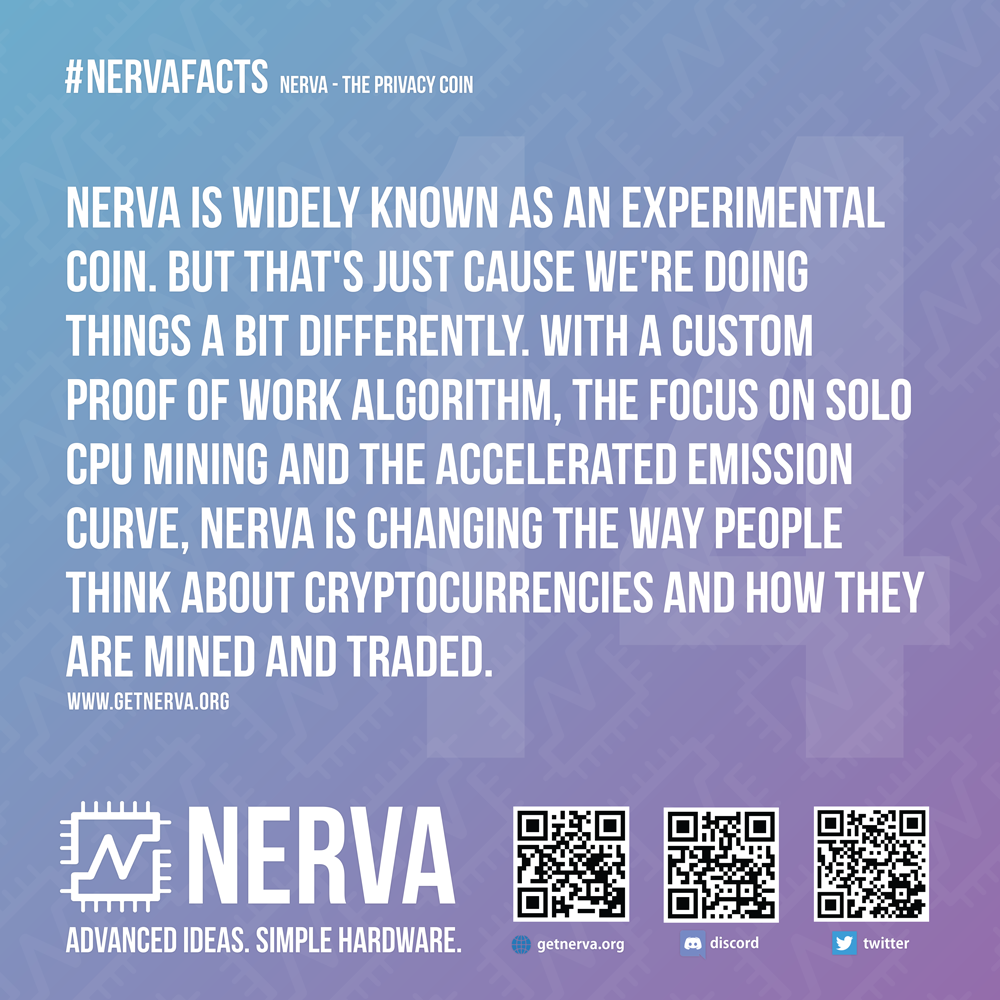 #NERVAFACTS NERVA - THE PRIVACY COIN
14
NERVA IS WIDELY KNOWN AS AN EXPERIMENTAL
COIN. BUT THAT'S JUST CAUSE WE'RE DOING
THINGS A BIT DIFFERENTLY. WITH A CUSTOM
PROOF OF WORK ALGORITHM, THE FOCUS ON SOLO
CPU MINING AND THE ACCELERATED EMISSION
CURVE, NERVA IS CHANGING THE WAY PEOPLE
THINK ABOUT CRYPTOCURRENCIES AND HOW THEY
ARE MINED AND TRADED.
WWW.GETNERVA.ORG
NERVA
ADVANCED IDEAS. SIMPLE HARDWARE.
getnerva.org
discord
twitter